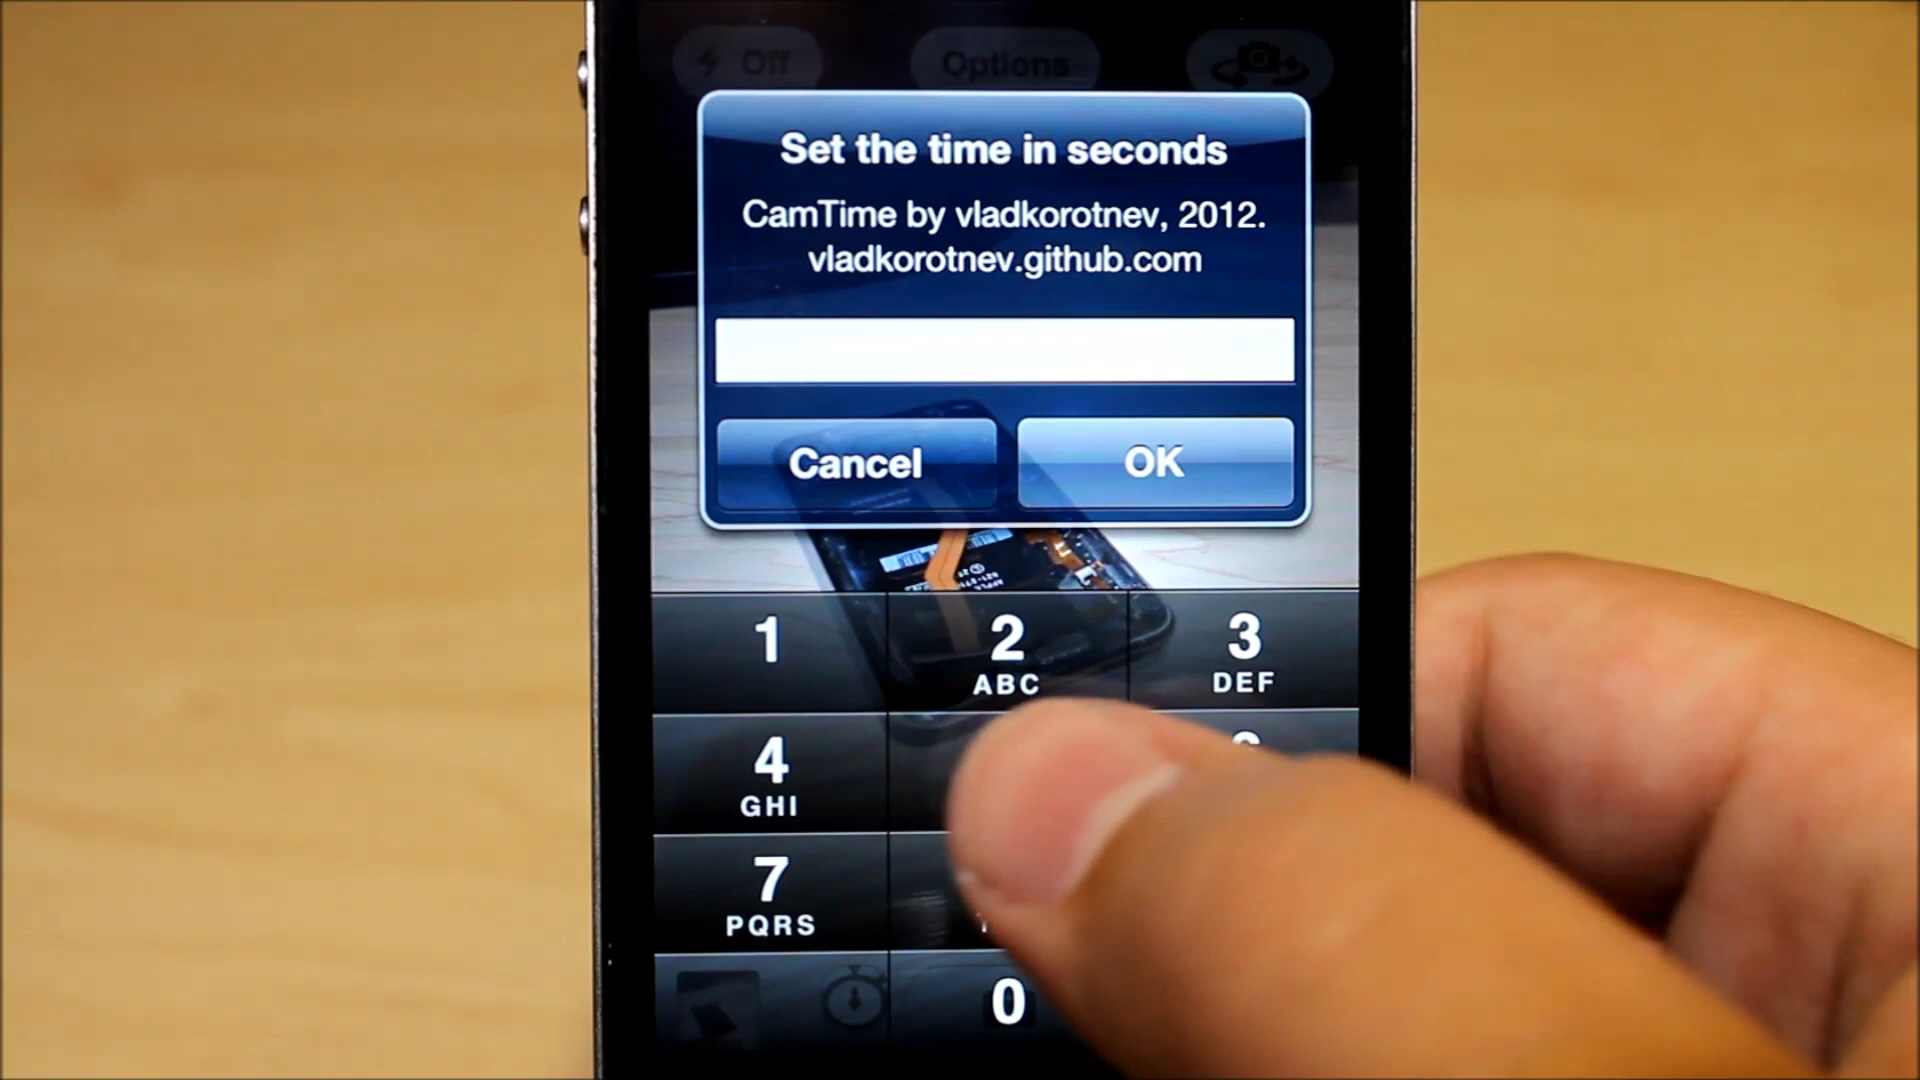 Off Options
Set the time in seconds
CamTime by vladkorotnev, 2012.
vladkorotnev.github.com
Cancel OK
1 2 3
ABC DEF
4
GHI
7
PQRS
0